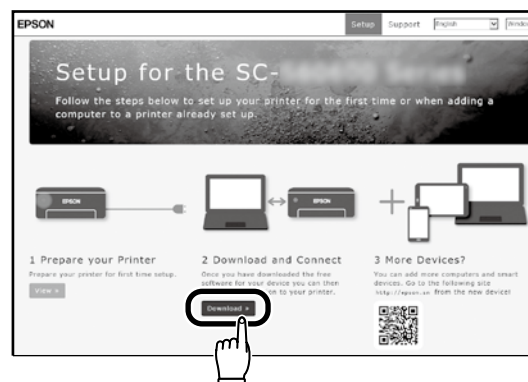 EPSON
Setup Support English Window
Setup for the SC-
Follow the steps below to set up your printer for the first time or when adding a
computer to a printer already set up.
EPSON
EPSON
1 Prepare your Printer
Prepare your printer for first time setup.
View »
2 Download and Connect
Once you have downloaded the free
software for your device you can then
on to your printer.
Download »
3 More Devices?
You can add more computers and smart
devices. Go to the following site
http://epson.sn from the new device!